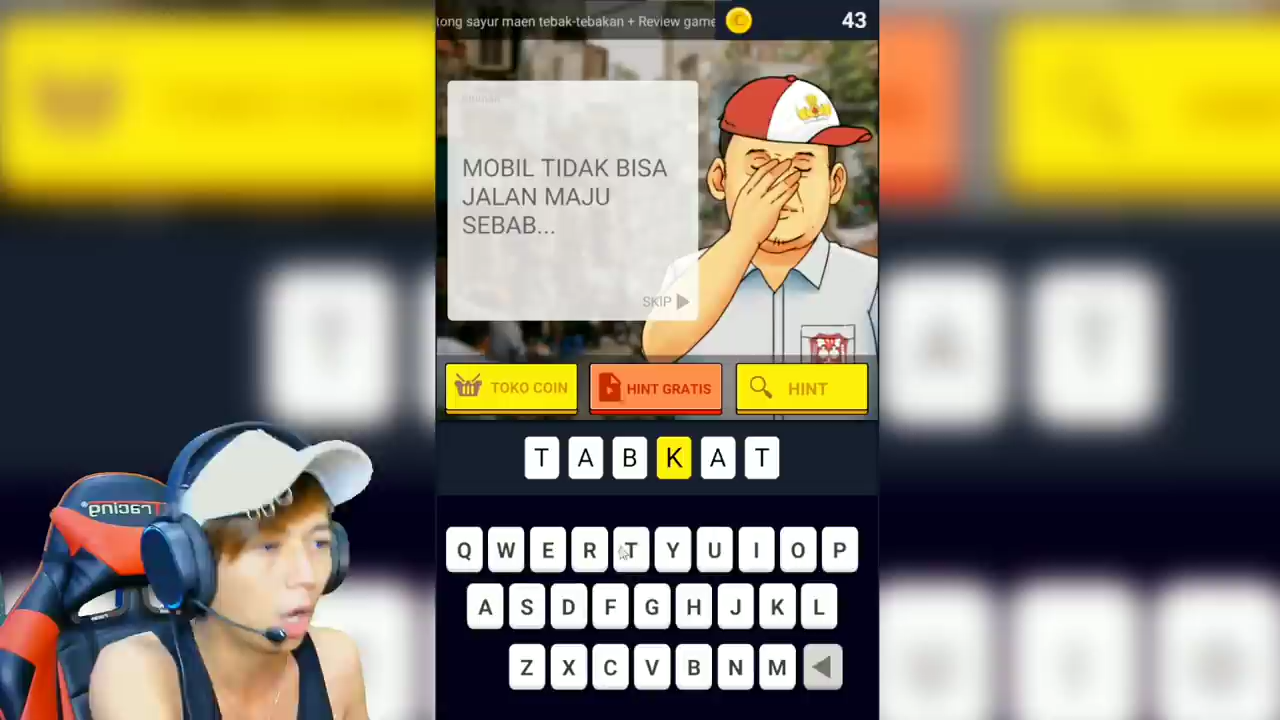 tong sayur maen tebak-tebakan + Review game
43
MOBIL TIDAK BISA
JALAN MAJU
SEBAB...
SKIP
TOKO COIN
HINT GRATIS
HINT
T A B K A T
Q W E R T Y U I O P
A S D F G H J K L
Z X C V B N M
Tracing